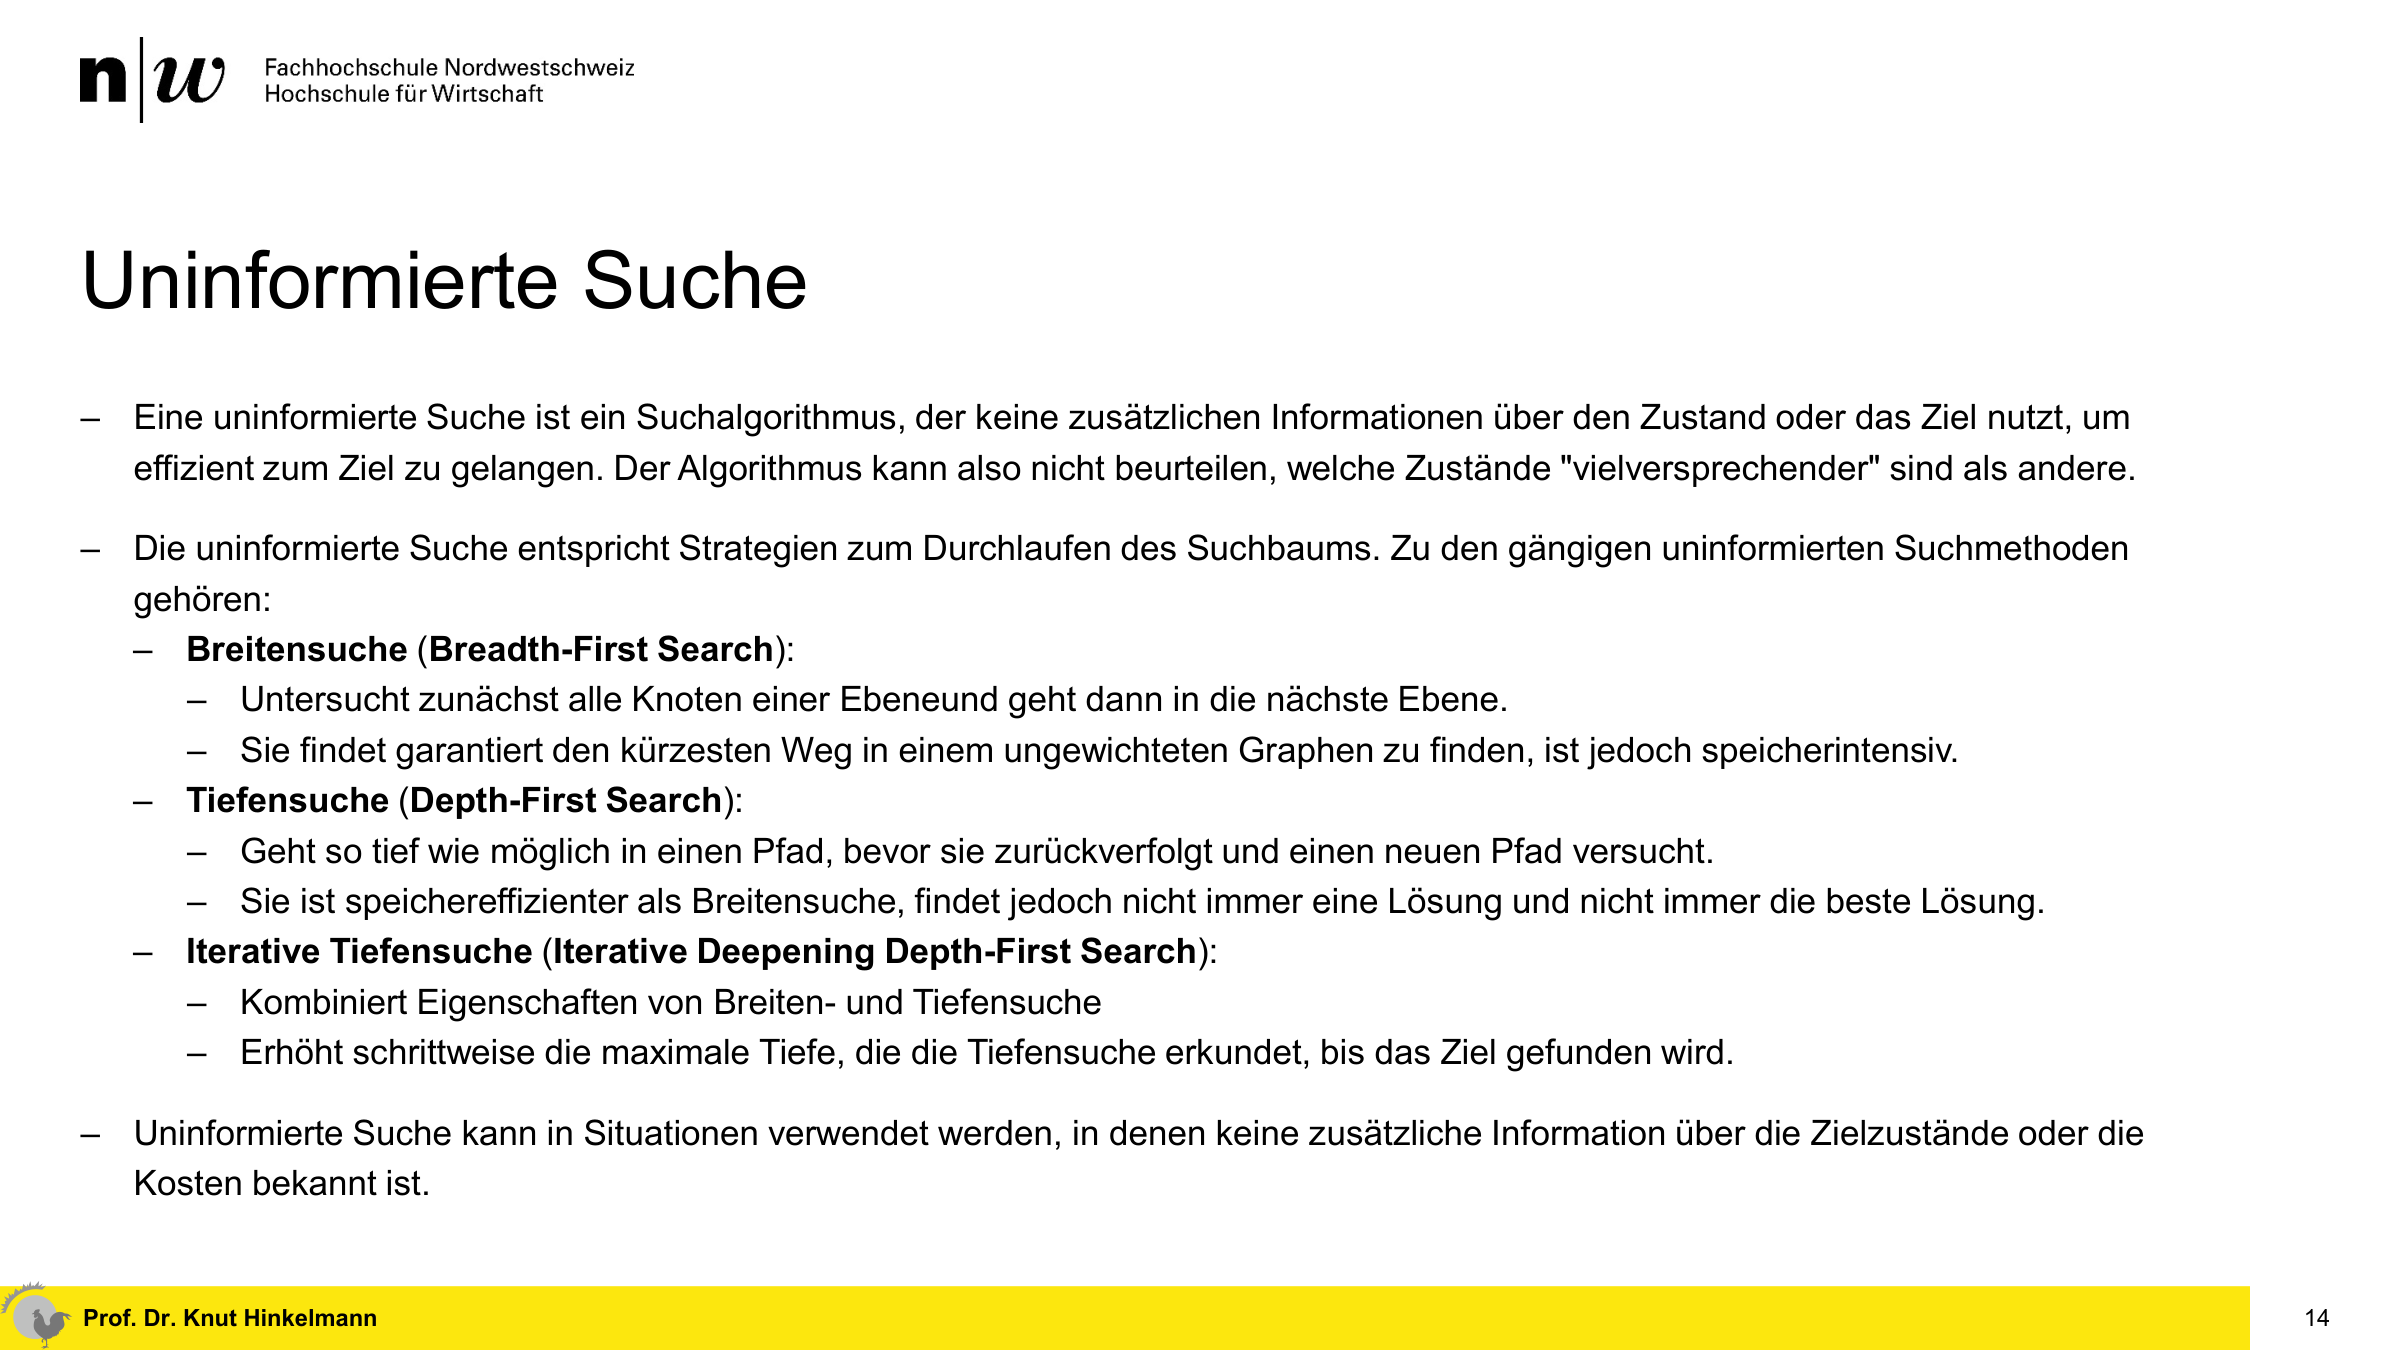 n|w Fachhochschule Nordwestschweiz
Hochschule für Wirtschaft
Uninformierte Suche
– Eine uninformierte Suche ist ein Suchalgorithmus, der keine zusätzlichen Informationen über den Zustand oder das Ziel nutzt, um
effizient zum Ziel zu gelangen. Der Algorithmus kann also nicht beurteilen, welche Zustände "vielversprechender" sind als andere.
– Die uninformierte Suche entspricht Strategien zum Durchlaufen des Suchbaums. Zu den gängigen uninformierten Suchmethoden
gehören:
– Breitensuche (Breadth-First Search):
– Untersucht zunächst alle Knoten einer Ebeneund geht dann in die nächste Ebene.
– Sie findet garantiert den kürzesten Weg in einem ungewichteten Graphen zu finden, ist jedoch speicherintensiv.
– Tiefensuche (Depth-First Search):
– Geht so tief wie möglich in einen Pfad, bevor sie zurückverfolgt und einen neuen Pfad versucht.
– Sie ist speichereffizienter als Breitensuche, findet jedoch nicht immer eine Lösung und nicht immer die beste Lösung.
– Iterative Tiefensuche (Iterative Deepening Depth-First Search):
– Kombiniert Eigenschaften von Breiten- und Tiefensuche
– Erhöht schrittweise die maximale Tiefe, die die Tiefensuche erkundet, bis das Ziel gefunden wird.
– Uninformierte Suche kann in Situationen verwendet werden, in denen keine zusätzliche Information über die Zielzustände oder die
Kosten bekannt ist.
Prof. Dr. Knut Hinkelmann
14